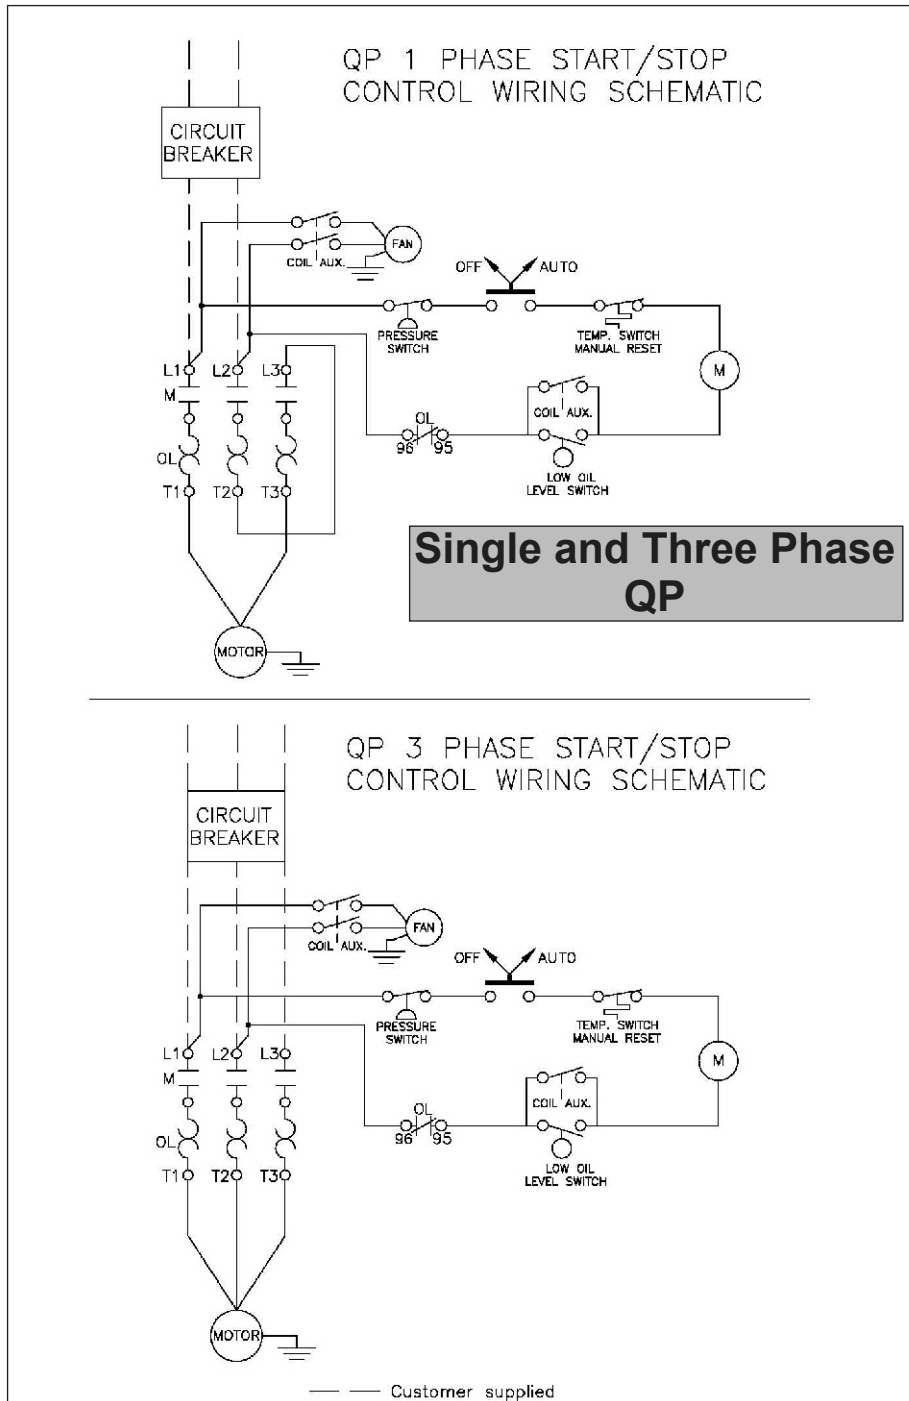 QP 1 PHASE START/STOP
CONTROL WIRING SCHEMATIC
CIRCUIT
BREAKER
FAN
COIL AUX.
OFF
AUTO
PRESSURE
SWITCH
TEMP. SWITCH
MANUAL RESET
L1
L2
L3
M
M
COIL AUX.
OL
96
95
OL
LOW OIL
LEVEL SWITCH
T1
T2
T3
Single and Three Phase
QP
MOTOR
QP 3 PHASE START/STOP
CONTROL WIRING SCHEMATIC
CIRCUIT
BREAKER
FAN
COIL AUX.
OFF
AUTO
PRESSURE
SWITCH
TEMP. SWITCH
MANUAL RESET
L1
L2
L3
M
M
COIL AUX.
OL
96
95
OL
LOW OIL
LEVEL SWITCH
T1
T2
T3
MOTOR
Customer supplied